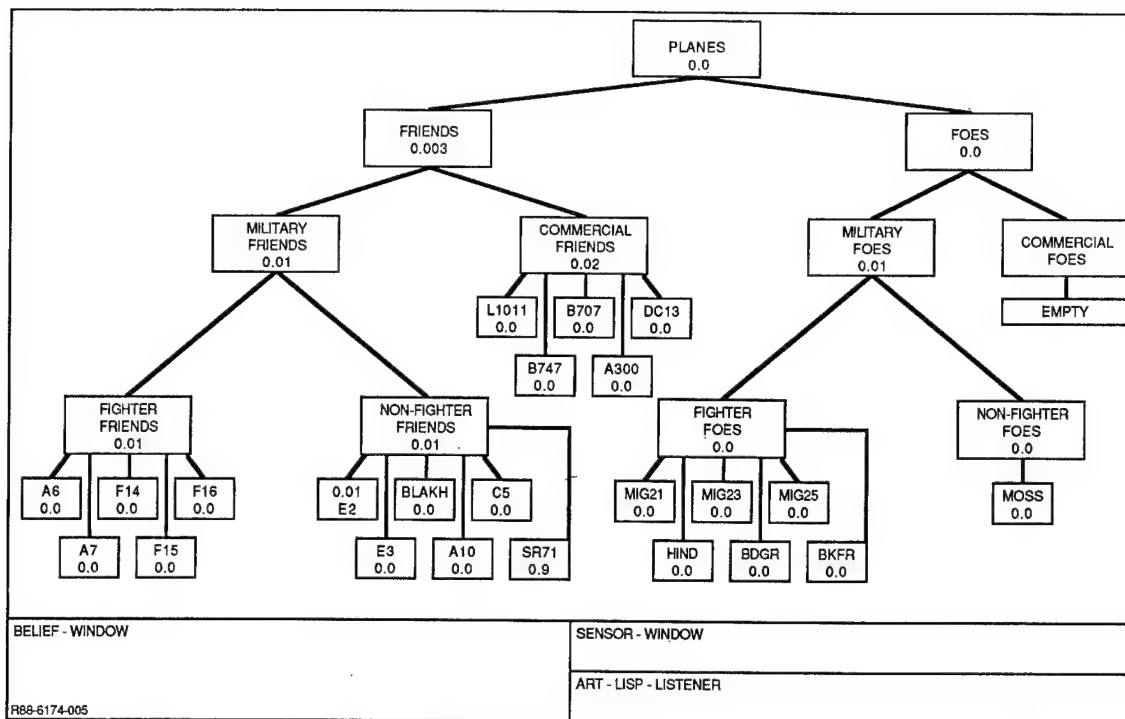 PLANES
0.0
FRIENDS
0.003
FOES
0.0
MILITARY
FRIENDS
0.01
COMMERCIAL
FRIENDS
0.02
MILITARY
FOES
0.01
COMMERCIAL
FOES
L1011
0.0
B707
0.0
DC13
0.0
EMPTY
B747
0.0
A300
0.0
FIGHTER
FRIENDS
0.01
NON-FIGHTER
FRIENDS
0.01
FIGHTER
FOES
0.0
NON-FIGHTER
FOES
0.0
A6
0.0
F14
0.0
F16
0.0
0.01
E2
BLAKH
0.0
C5
0.0
MIG21
0.0
MIG23
0.0
MIG25
0.0
MOSS
0.0
A7
0.0
F15
0.0
E3
0.0
A10
0.0
SR71
0.9
HIND
0.0
BDGR
0.0
BKFR
0.0
BELIEF - WINDOW
SENSOR - WINDOW
ART - LISP - LISTENER
R88-6174-005